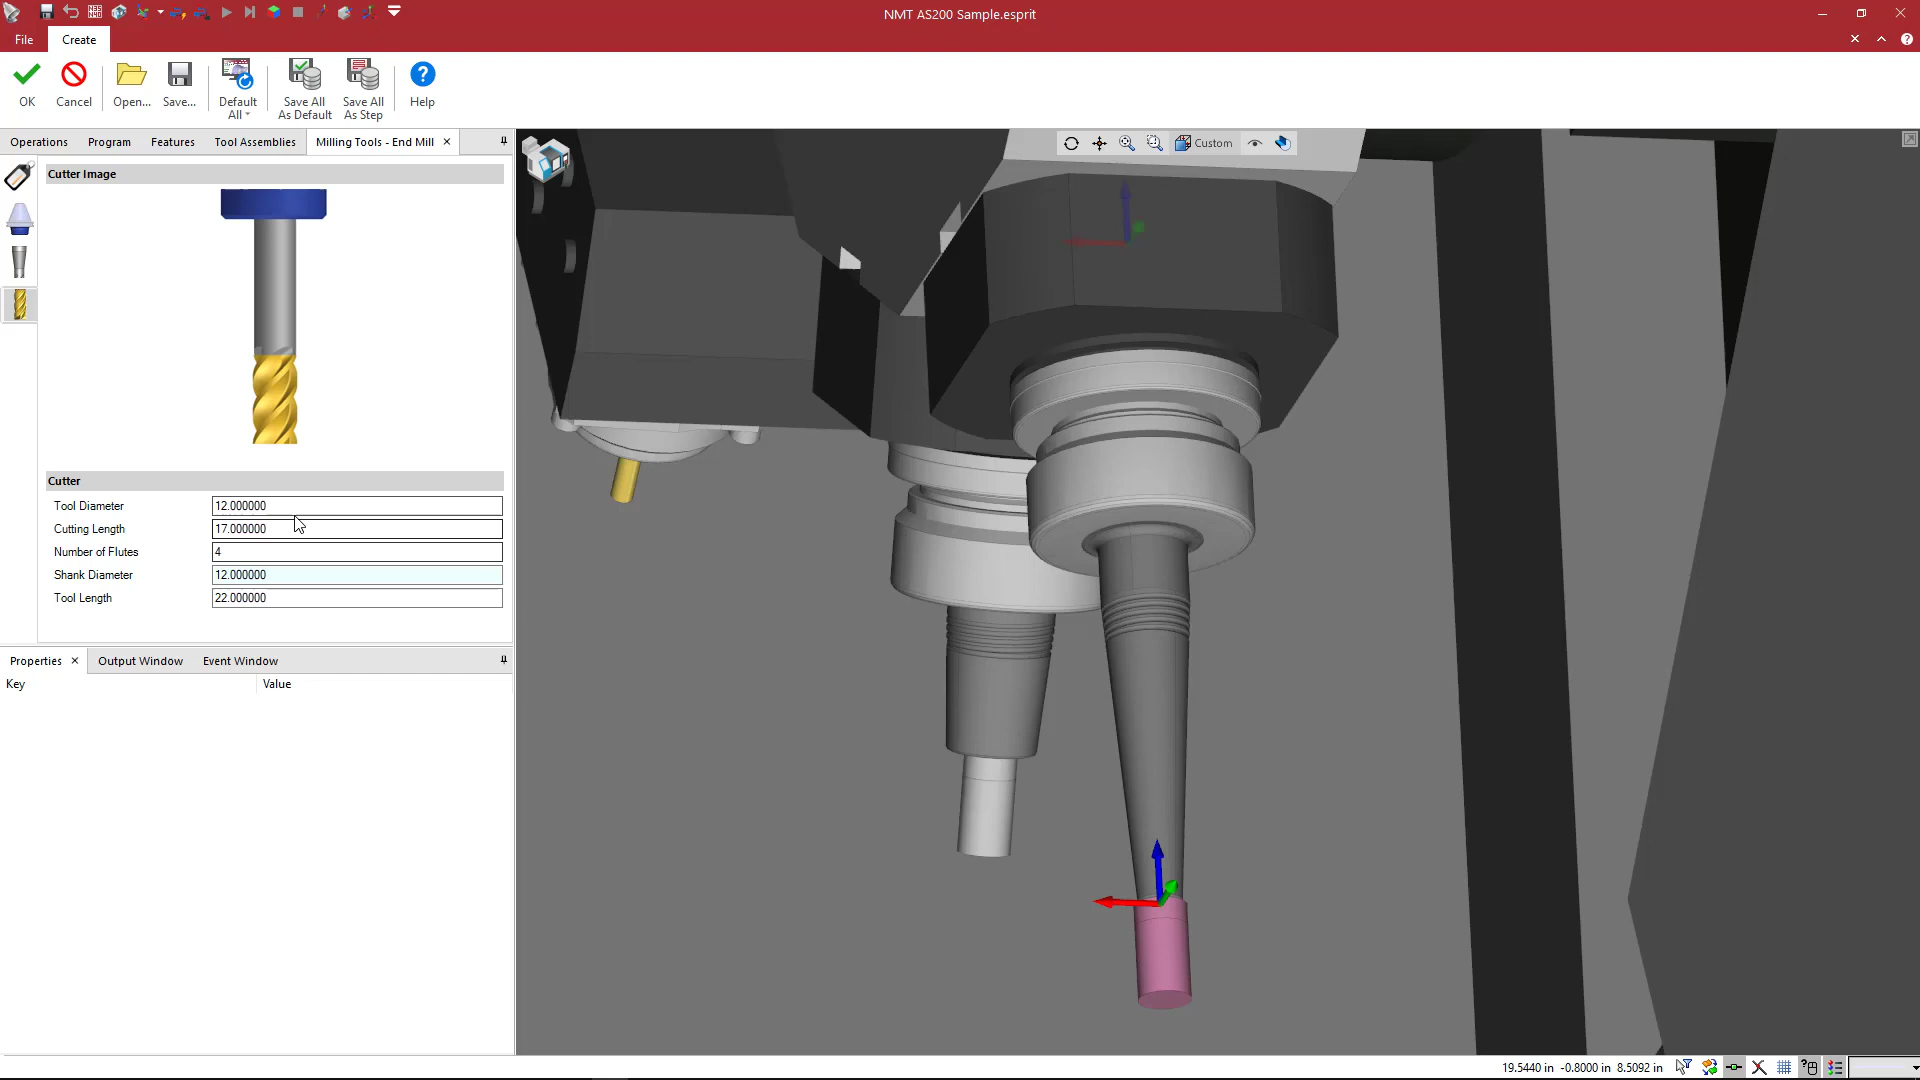 NMT AS200 Sample.esprit
File Create
OK Cancel Open... Save... Default All Save All As Default Save All As Step Help
Operations Program Features Tool Assemblies Milling Tools - End Mill
Custom
Cutter Image
Cutter
Tool Diameter 12.000000
Cutting Length 17.000000
Number of Flutes 4
Shank Diameter 12.000000
Tool Length 22.000000
Properties Output Window Event Window
Key Value
19.5440 in -0.8000 in 8.5092 in